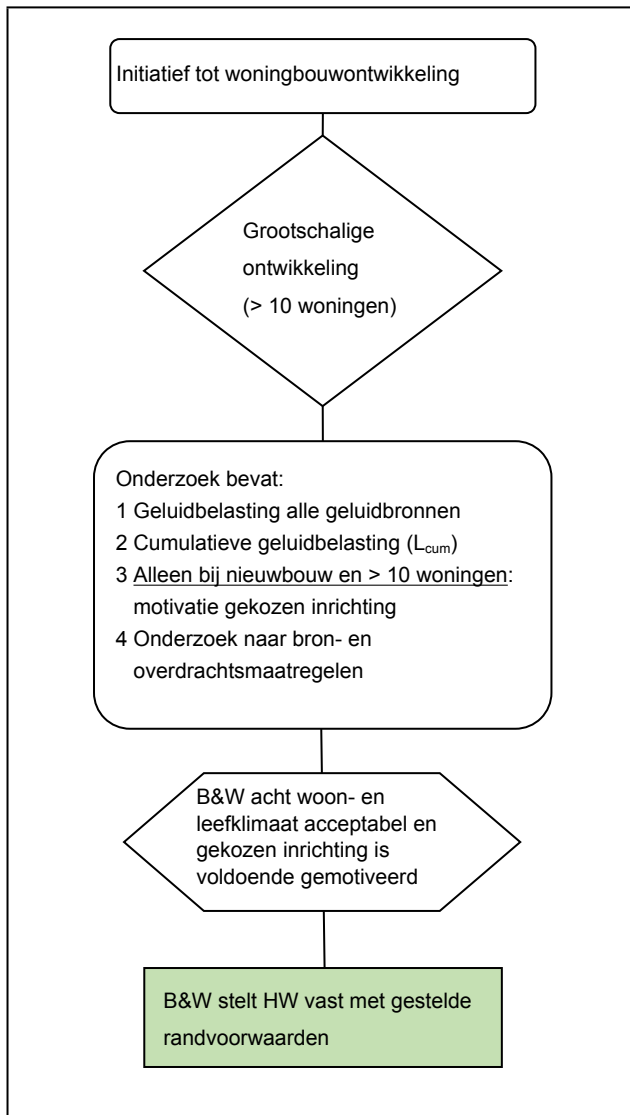 Initiatief tot woningbouwontwikkeling
Grootschalige
ontwikkeling
(> 10 woningen)
Onderzoek bevat:
1 Geluidbelasting alle geluidbronnen
2 Cumulatieve geluidbelasting (Lcum)
3 Alleen bij nieuwbouw en > 10 woningen:
motivatie gekozen inrichting
4 Onderzoek naar bron- en
overdrachtsmaatregelen
B&W acht woon- en
leefklimaat acceptabel en
gekozen inrichting is
voldoende gemotiveerd
B&W stelt HW vast met gestelde
randvoorwaarden